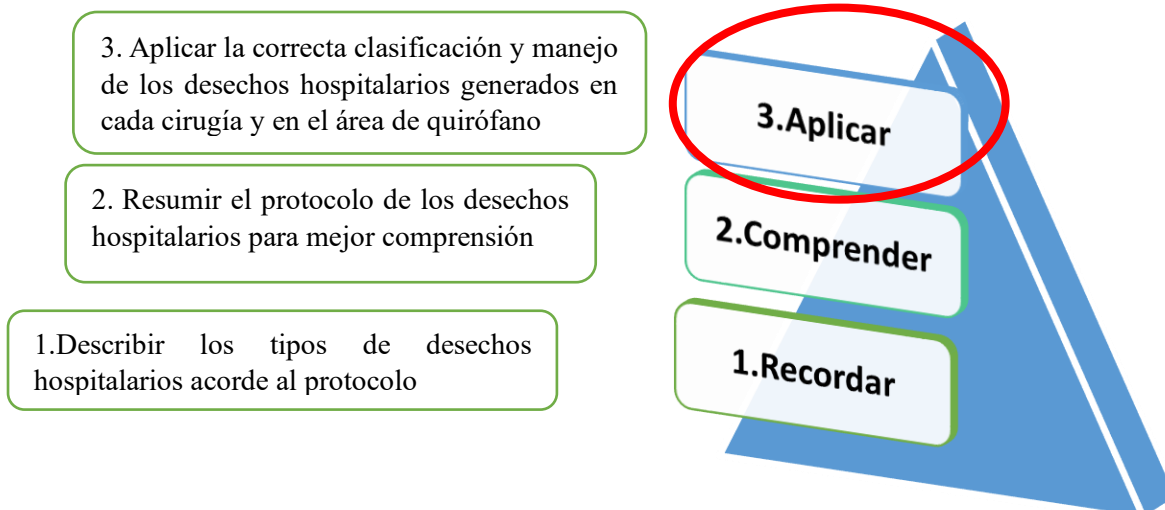 3. Aplicar la correcta clasificación y manejo
de los desechos hospitalarios generados en
cada cirugía y en el área de quirófano
2. Resumir el protocolo de los desechos
hospitalarios para mejor comprensión
1.Describir los tipos de desechos
hospitalarios acorde al protocolo
3.Aplicar
2.Comprender
1.Recordar